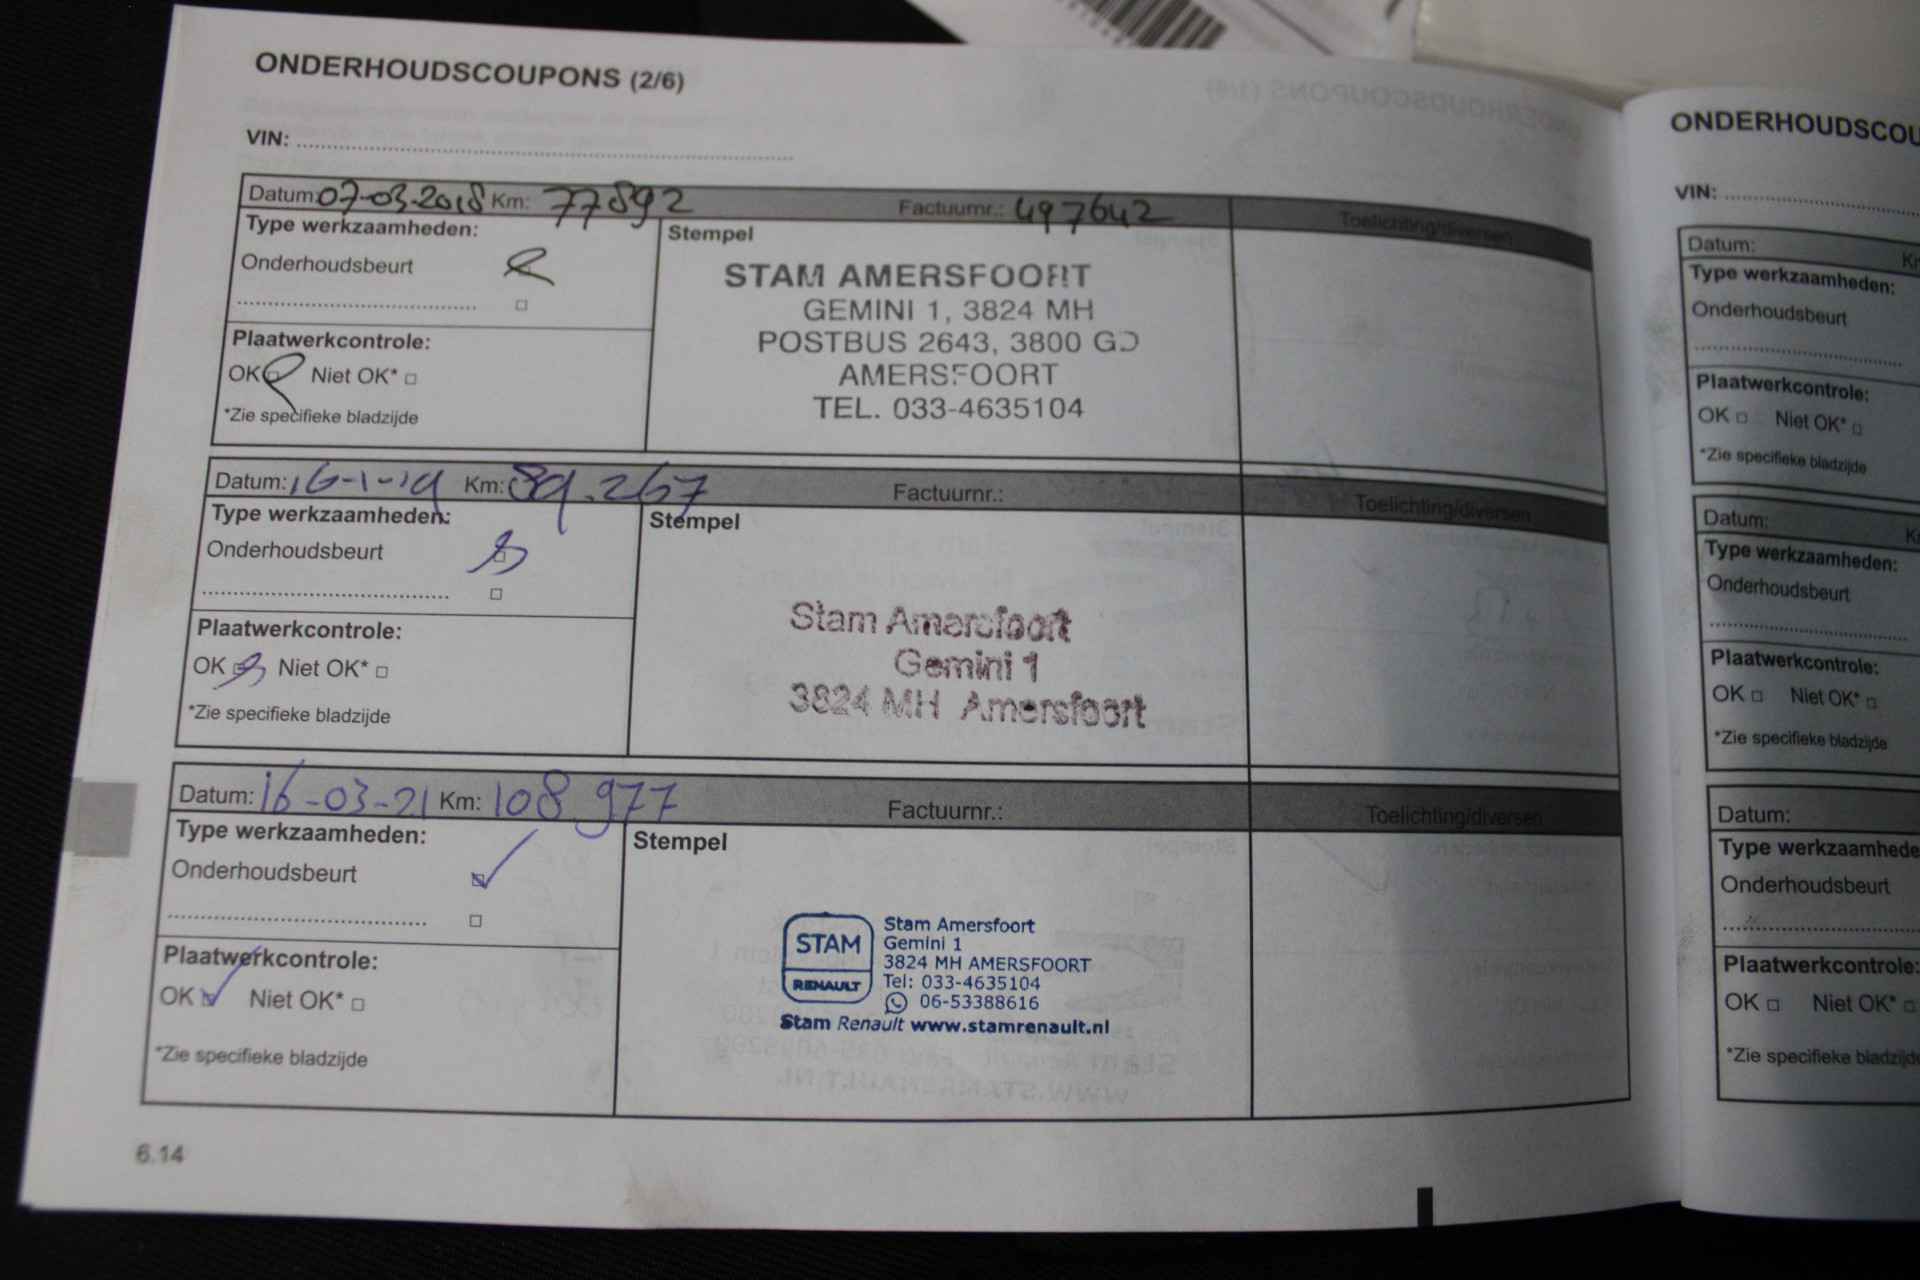 ONDERHOUDSCOUPONS (2/6)
VIN:
Datum: 07-03-2018 Km: 77892 Factuurnr.: 497642 Toelichting/diversen
Type werkzaamheden:
Stempel
Onderhoudsbeurt
Plaatwerkcontrole:
OK Niet OK*
*Zie specifieke bladzijde
STAM AMERSFOORT
GEMINI 1, 3824 MH
POSTBUS 2643, 3800 GD
AMERSFOORT
TEL. 033-4635104
Datum: 16-1-19 Km: 89.267 Factuurnr.: Toelichting/diversen
Type werkzaamheden:
Stempel
Onderhoudsbeurt
Plaatwerkcontrole:
OK Niet OK*
*Zie specifieke bladzijde
Stam Amersfoort
Gemini 1
3824 MH Amersfoort
Datum: 16-03-21 Km: 108 977 Factuurnr.: Toelichting/diversen
Type werkzaamheden:
Stempel
Onderhoudsbeurt
Plaatwerkcontrole:
OK Niet OK*
*Zie specifieke bladzijde
STAM
RENAULT
Stam Amersfoort
Gemini 1
3824 MH AMERSFOORT
Tel: 033-4635104
06-53388616
Stam Renault www.stamrenault.nl
6.14
ONDERHOUDSCOU
VIN:
Datum: K
Type werkzaamheden:
Onderhoudsbeurt
Plaatwerkcontrole:
OK Niet OK*
*Zie specifieke bladzijde
Datum: K
Type werkzaamheden:
Onderhoudsbeurt
Plaatwerkcontrole:
OK Niet OK*
*Zie specifieke bladzijde
Datum:
Type werkzaamhede
Onderhoudsbeurt
Plaatwerkcontrole:
OK Niet OK*
*Zie specifieke bladzijd